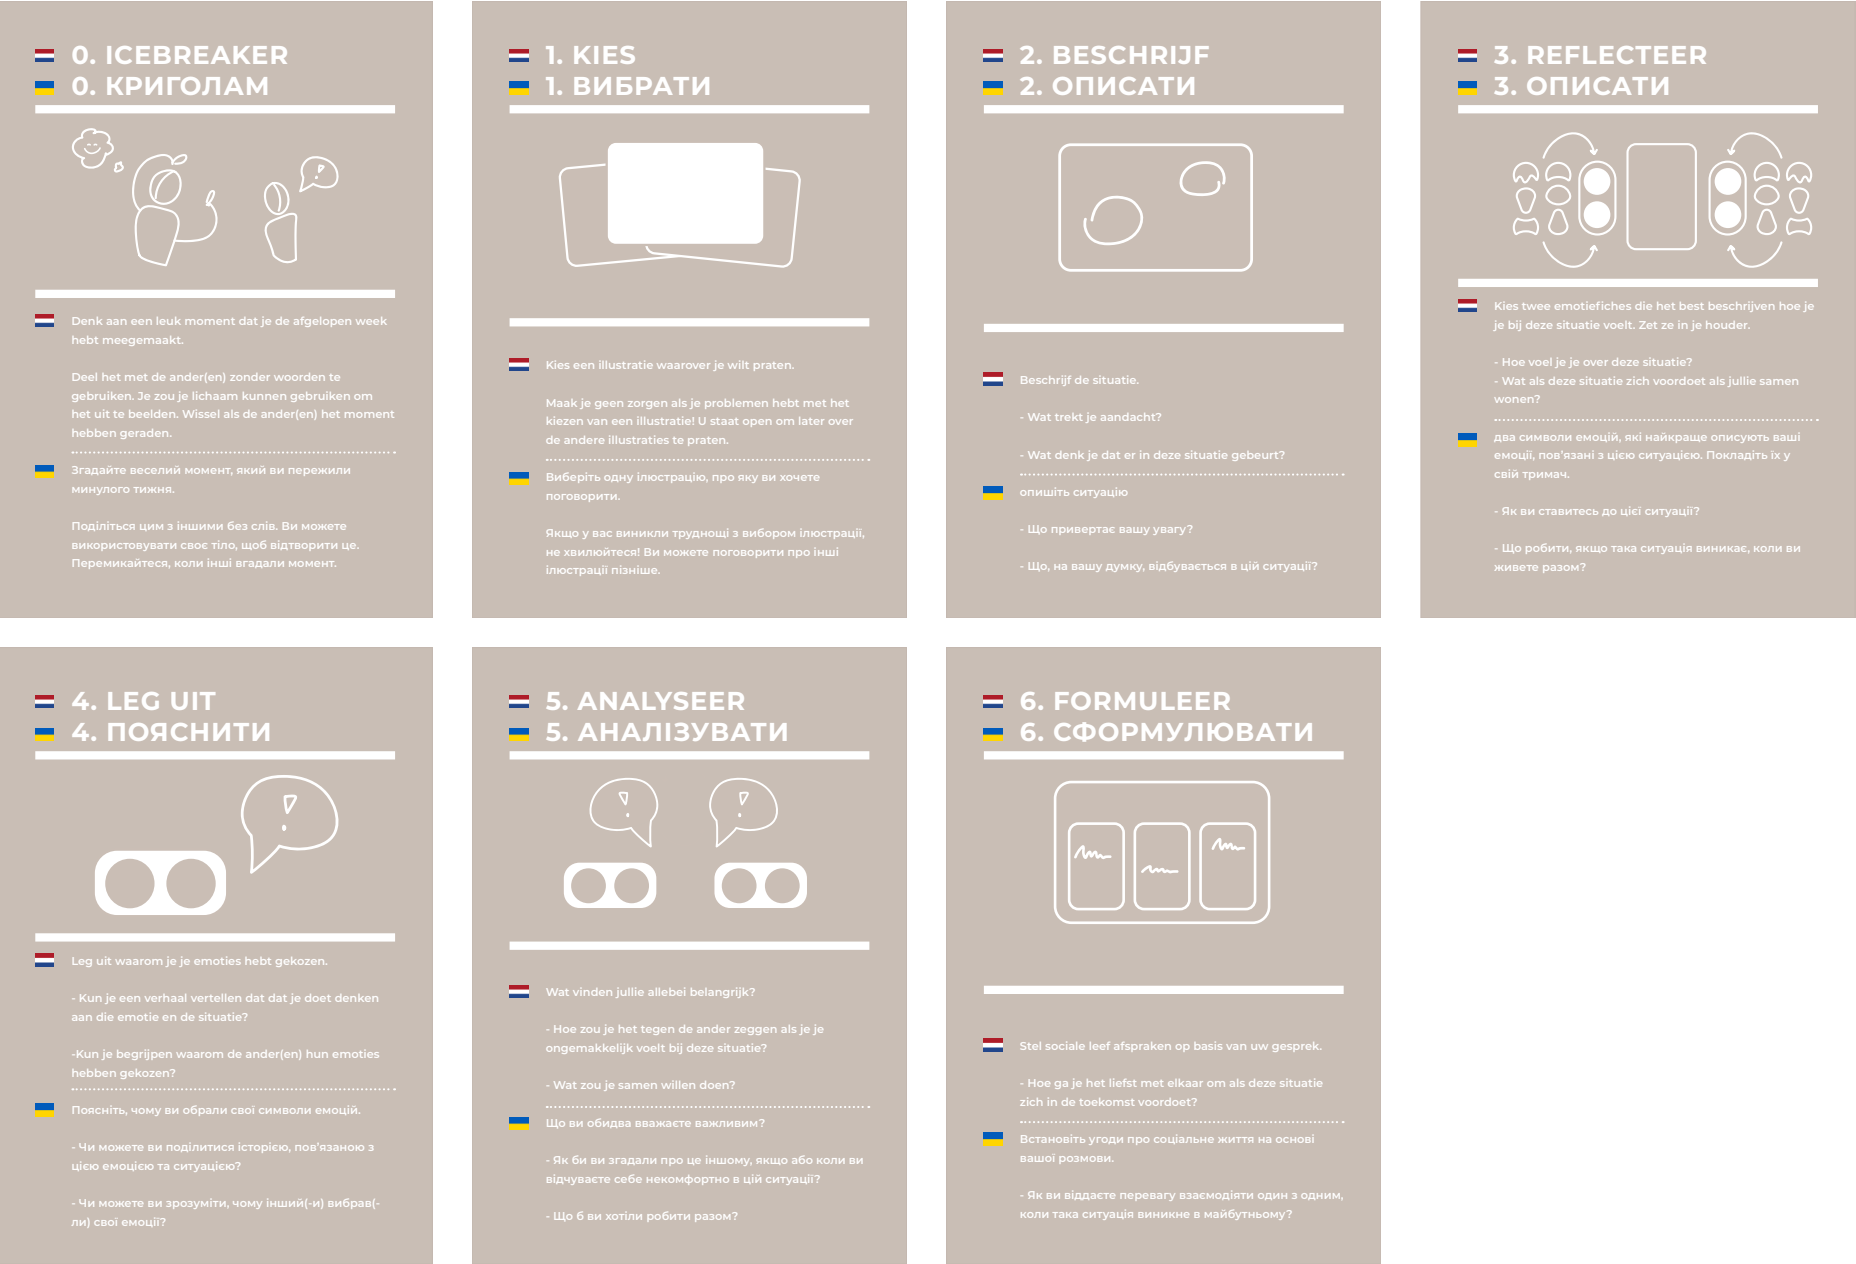 0. ICEBREAKER
0. КРИГОЛАМ
Denk aan een leuk moment dat je de afgelopen week
hebt meegemaakt.
Deel het met de ander(en) zonder woorden te
gebruiken. Je zou je lichaam kunnen gebruiken om
het uit te beelden. Wissel als de ander(en) het moment
hebben geraden.
Згадайте веселий момент, який ви пережили
минулого тижня.
Поділіться цим з іншими без слів. Ви можете
використовувати своє тіло, щоб відтворити це.
Перемикайтеся, коли інші вгадали момент.
1. KIES
1. ВИБРАТИ
Kies een illustratie waarover je wilt praten.
Maak je geen zorgen als je problemen hebt met het
kiezen van een illustratie! U staat open om later over
de andere illustraties te praten.
Виберіть одну ілюстрацію, про яку ви хочете
поговорити.
Якщо у вас виникли труднощі з вибором ілюстрації,
не хвилюйтеся! Ви можете поговорити про інші
ілюстрації пізніше.
2. BESCHRIJF
2. ОПИСАТИ
Beschrijf de situatie.
- Wat trekt je aandacht?
- Wat denk je dat er in deze situatie gebeurt?
опишіть ситуацію
- Що привертає вашу увагу?
- Що, на вашу думку, відбувається в цій ситуації?
3. REFLECTEER
3. ОПИСАТИ
Kies twee emotiefiches die het best beschrijven hoe je
je bij deze situatie voelt. Zet ze in je houder.
- Hoe voel je je over deze situatie?
- Wat als deze situatie zich voordoet als jullie samen
wonen?
два символи емоцій, які найкраще описують ваші
емоції, пов'язані з цією ситуацією. Покладіть їх у
свій тримач.
- Як ви ставитесь до цієї ситуації?
- Що робити, якщо така ситуація виникає, коли ви
живете разом?
4. LEG UIT
4. ПОЯСНИТИ
Leg uit waarom je je emoties hebt gekozen.
- Kun je een verhaal vertellen dat dat je doet denken
aan die emotie en de situatie?
-Kun je begrijpen waarom de ander(en) hun emoties
hebben gekozen?
Поясніть, чому ви обрали свої символи емоцій.
- Чи можете ви поділитися історією, пов'язаною з
цією емоцією та ситуацією?
- Чи можете ви зрозуміти, чому інший(-и) вибрав(-
ли) свої емоції?
5. ANALYSEER
5. АНАЛІЗУВАТИ
Wat vinden jullie allebei belangrijk?
- Hoe zou je het tegen de ander zeggen als je je
ongemakkelijk voelt bij deze situatie?
- Wat zou je samen willen doen?
Що ви обидва вважаєте важливим?
- Як би ви згадали про це іншому, якщо або коли ви
відчуваєте себе некомфортно в цій ситуації?
- Що б ви хотіли робити разом?
6. FORMULEER
6. СФОРМУЛЮВАТИ
Stel sociale leef afspraken op basis van uw gesprek.
- Hoe ga je het liefst met elkaar om als deze situatie
zich in de toekomst voordoet?
Встановіть угоди про соціальне життя на основі
вашої розмови.
- Як ви віддаєте перевагу взаємодіяти один з одним,
коли така ситуація виникне в майбутньому?